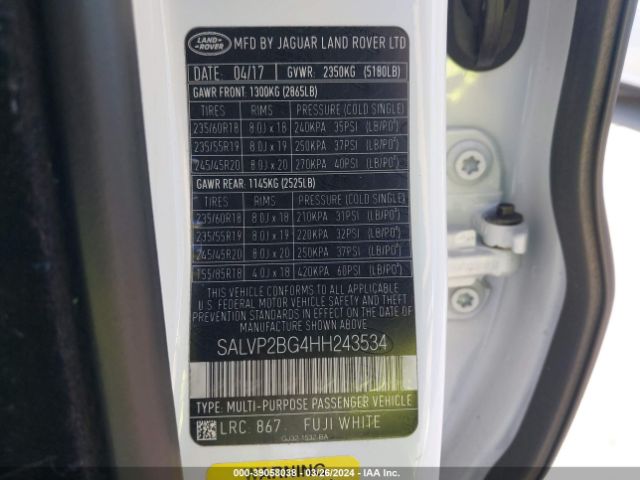 LAND-
ROVER
MFD BY JAGUAR LAND ROVER LTD
DATE: 04/17 GVWR: 2350KG (5180LB)
GAWR FRONT: 1300KG (2865LB)
TIRES RIMS PRESSURE (COLD SINGLE)
235/60R18 8.0J x 18 240KPA 35PSI (LB/PO²)
235/55R19 8.0J x 19 250KPA 37PSI (LB/PO²)
245/45R20 8.0J x 20 270KPA 40PSI (LB/PO²)
GAWR REAR: 1145KG (2525LB)
TIRES RIMS PRESSURE (COLD SINGLE)
235/60R18 8.0J x 18 210KPA 31PSI (LB/PO²)
235/55R19 8.0J x 19 220KPA 32PSI (LB/PO²)
245/45R20 8.0J x 20 250KPA 37PSI (LB/PO²)
155/85R18 4.0J x 18 420KPA 60PSI (LB/PO²)
THIS VEHICLE CONFORMS TO ALL APPLICABLE
U.S. FEDERAL MOTOR VEHICLE SAFETY AND THEFT
PREVENTION STANDARDS IN EFFECT ON THE DATE
OF MANUFACTURE SHOWN ABOVE.
SALVP2BG4HH243534
TYPE: MULTI-PURPOSE PASSENGER VEHICLE
LRC 867 FUJI WHITE
GJ32-1532-BA
WARNING
39058038 - 03/26/2024 - IAA Inc.